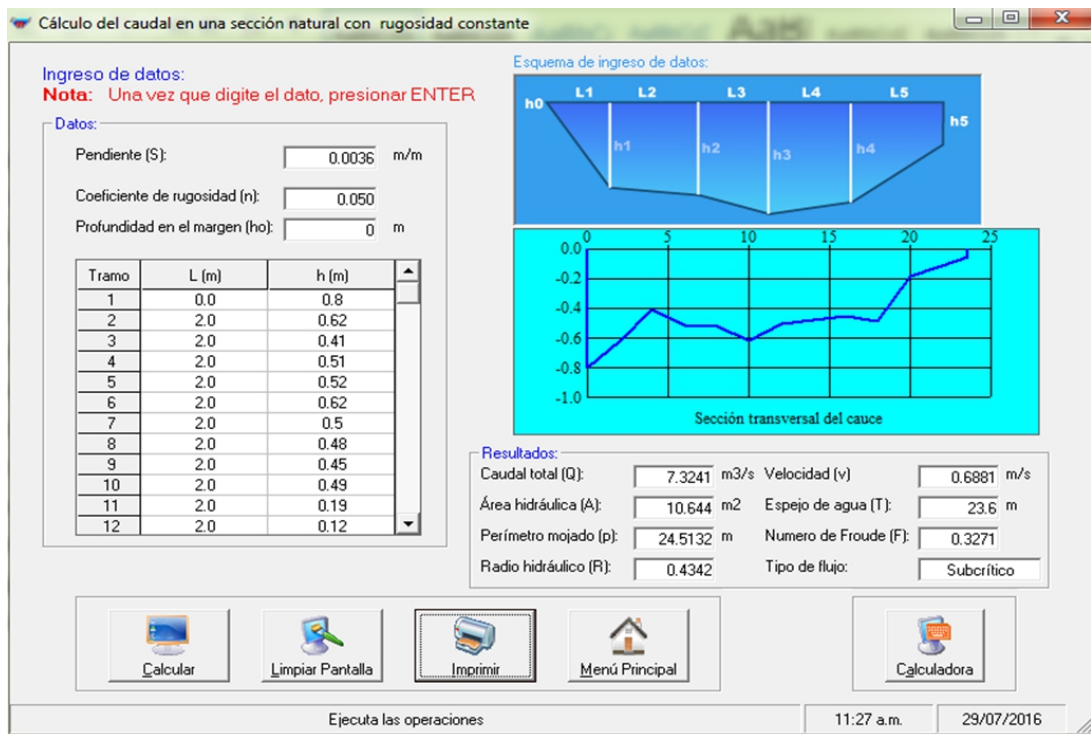 Cálculo del caudal en una sección natural con rugosidad constante
Ingreso de datos:
Nota: Una vez que digite el dato, presionar ENTER
Datos:
Pendiente (S): 0.0036 m/m
Coeficiente de rugosidad (n): 0.050
Profundidad en el margen (ho): 0 m
Tramo L (m) h (m)
1 0.0 0.8
2 2.0 0.62
3 2.0 0.41
4 2.0 0.51
5 2.0 0.52
6 2.0 0.62
7 2.0 0.5
8 2.0 0.48
9 2.0 0.45
10 2.0 0.49
11 2.0 0.19
12 2.0 0.12
Esquema de ingreso de datos:
L1 L2 L3 L4 L5
h0 h1 h2 h3 h4 h5
0 5 10 15 20 25
0.0
-0.2
-0.4
-0.6
-0.8
-1.0
Sección transversal del cauce
Resultados:
Caudal total (Q): 7.3241 m3/s Velocidad (v) 0.6881 m/s
Área hidráulica (A): 10.644 m2 Espejo de agua (T): 23.6 m
Perímetro mojado (p): 24.5132 m Numero de Froude (F): 0.3271
Radio hidráulico (R): 0.4342 Tipo de flujo: Subcrítico
Calcular Limpiar Pantalla Imprimir Menú Principal Calculadora
Ejecuta las operaciones 11:27 a.m. 29/07/2016